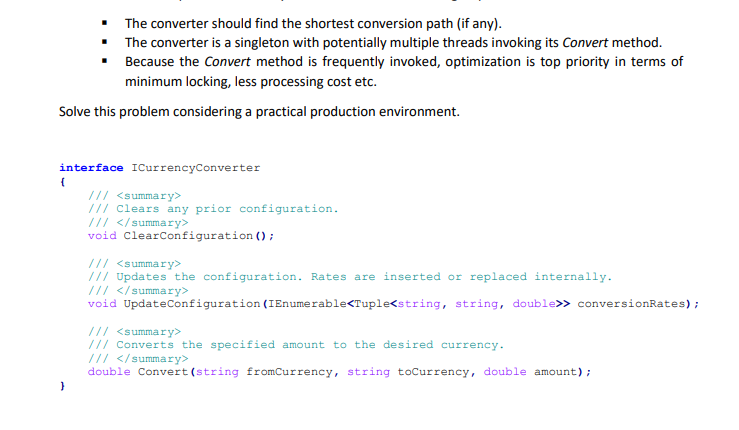 ▪ The converter should find the shortest conversion path (if any).
▪ The converter is a singleton with potentially multiple threads invoking its Convert method.
▪ Because the Convert method is frequently invoked, optimization is top priority in terms of
minimum locking, less processing cost etc.
Solve this problem considering a practical production environment.
interface ICurrencyConverter
{
/// <summary>
/// Clears any prior configuration.
/// </summary>
void ClearConfiguration();
/// <summary>
/// Updates the configuration. Rates are inserted or replaced internally.
/// </summary>
void UpdateConfiguration(IEnumerable<Tuple<string, string, double>> conversionRates);
/// <summary>
/// Converts the specified amount to the desired currency.
/// </summary>
double Convert(string fromCurrency, string toCurrency, double amount);
}